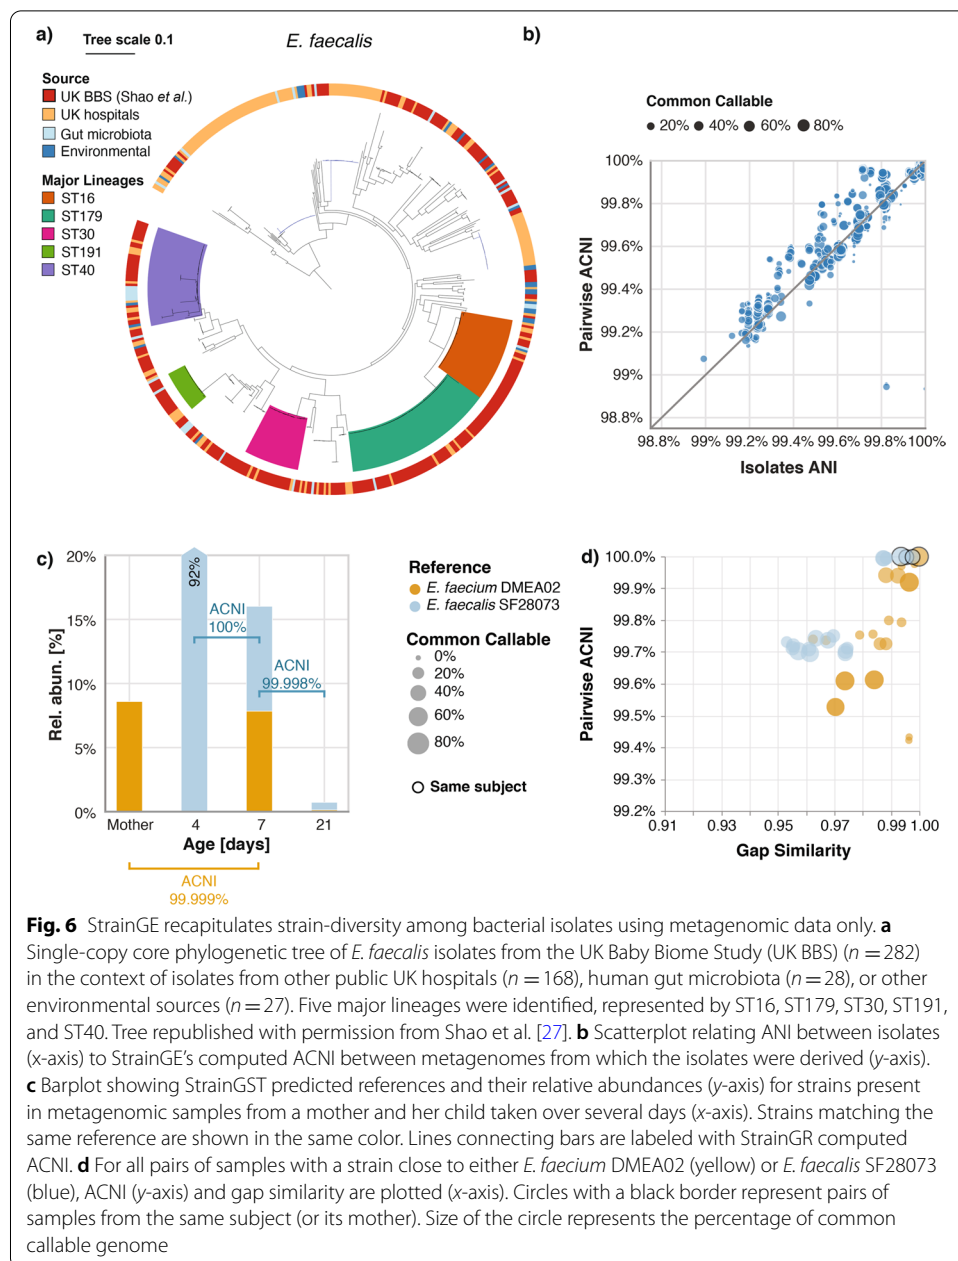 a)
Tree scale 0.1
E. faecalis
Source
UK BBS (Shao et al.)
UK hospitals
Gut microbiota
Environmental
Major Lineages
ST16
ST179
ST30
ST191
ST40
b)
Common Callable
20% 40% 60% 80%
100%
99.8%
99.6%
99.4%
99.2%
99%
98.8%
Pairwise ACNI
98.8% 99% 99.2% 99.4% 99.6% 99.8% 100%
Isolates ANI
c)
20%
15%
10%
5%
0%
Rel. abun. [%]
92%
ACNI
100%
ACNI
99.998%
Mother 4 7 21
Age [days]
ACNI
99.999%
Reference
E. faecium DMEA02
E. faecalis SF28073
Common Callable
0%
20%
40%
60%
80%
Same subject
d)
100.0%
99.9%
99.8%
99.7%
99.6%
99.5%
99.4%
99.3%
99.2%
Pairwise ACNI
0.91 0.93 0.95 0.97 0.99 1.00
Gap Similarity
Fig. 6 StrainGE recapitulates strain-diversity among bacterial isolates using metagenomic data only. a
Single-copy core phylogenetic tree of E. faecalis isolates from the UK Baby Biome Study (UK BBS) (n = 282)
in the context of isolates from other public UK hospitals (n = 168), human gut microbiota (n = 28), or other
environmental sources (n = 27). Five major lineages were identified, represented by ST16, ST179, ST30, ST191,
and ST40. Tree republished with permission from Shao et al. [27]. b Scatterplot relating ANI between isolates
(x-axis) to StrainGE's computed ACNI between metagenomes from which the isolates were derived (y-axis).
c Barplot showing StrainGST predicted references and their relative abundances (y-axis) for strains present
in metagenomic samples from a mother and her child taken over several days (x-axis). Strains matching the
same reference are shown in the same color. Lines connecting bars are labeled with StrainGR computed
ACNI. d For all pairs of samples with a strain close to either E. faecium DMEA02 (yellow) or E. faecalis SF28073
(blue), ACNI (y-axis) and gap similarity are plotted (x-axis). Circles with a black border represent pairs of
samples from the same subject (or its mother). Size of the circle represents the percentage of common
callable genome